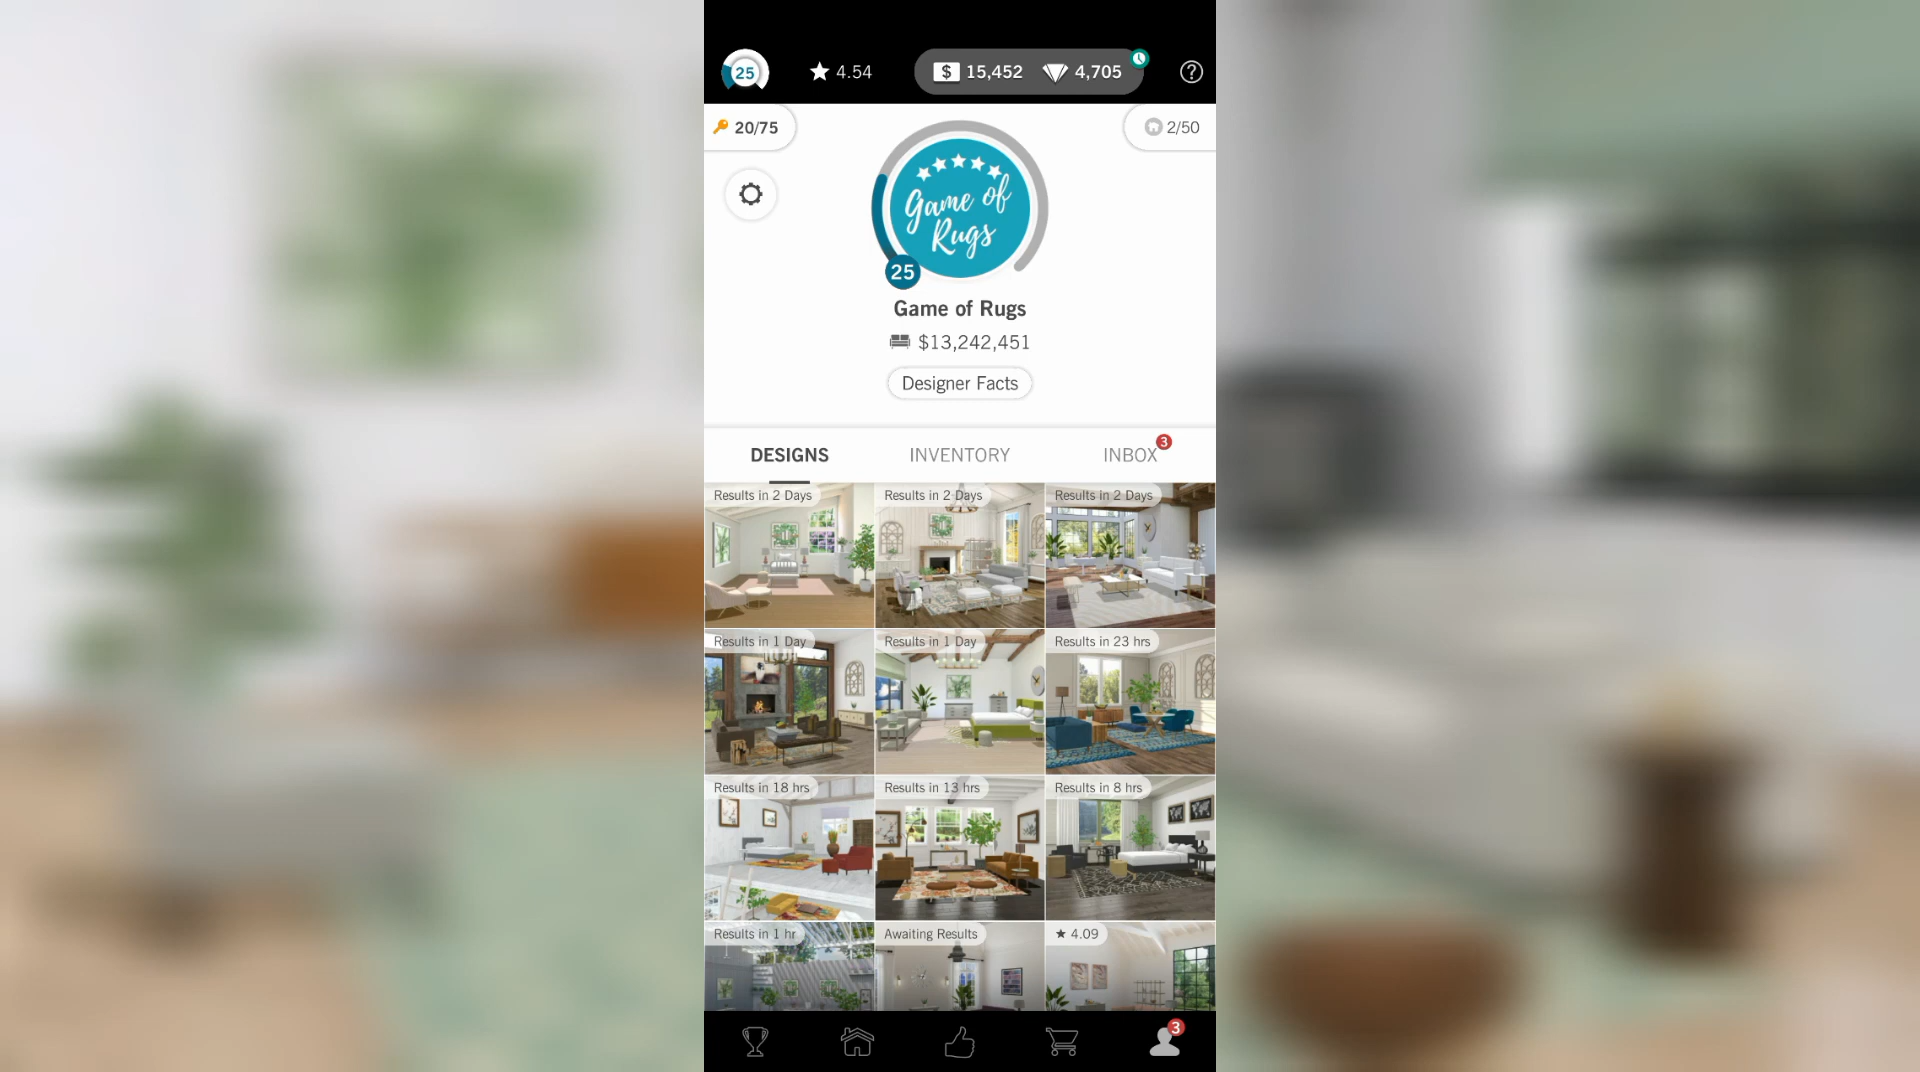 25
4.54
$ 15,452
4,705
?
20/75
2/50
Game of
Rugs
25
Game of Rugs
$13,242,451
Designer Facts
DESIGNS
INVENTORY
INBOX
3
Results in 2 Days
Results in 2 Days
Results in 2 Days
Results in 1 Day
Results in 1 Day
Results in 23 hrs
Results in 18 hrs
Results in 13 hrs
Results in 8 hrs
Results in 1 hr
Awaiting Results
★ 4.09
3